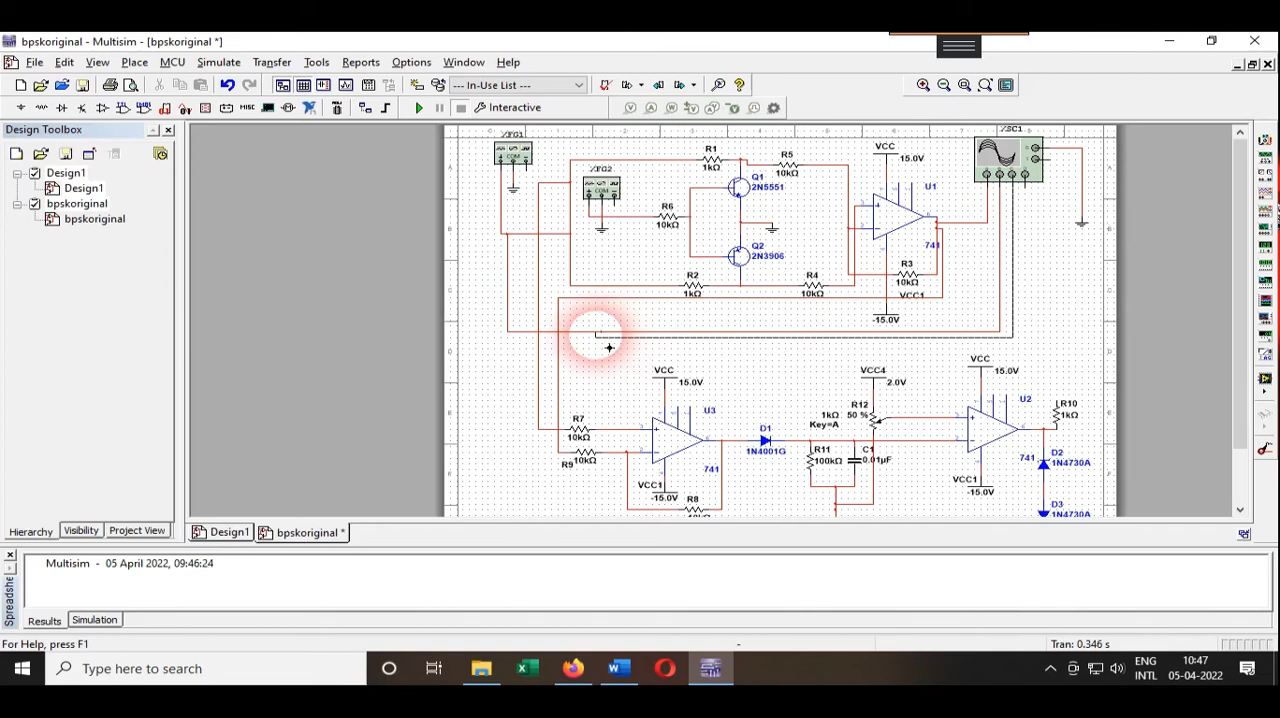 bpskoriginal - Multisim - [bpskoriginal *]
File Edit View Place MCU Simulate Transfer Tools Reports Options Window Help
--- In-Use List ---
Interactive
Design Toolbox
Design1
Design1
bpskoriginal
bpskoriginal
XFG1
COM
XFG2
COM
R1
1kΩ
R5
10kΩ
VCC
15.0V
XSC1
Q1
2N5551
U1
R6
10kΩ
741
Q2
2N3906
R3
10kΩ
R2
1kΩ
R4
10kΩ
VCC1
-15.0V
VCC
15.0V
VCC4
2.0V
VCC
15.0V
U3
R7
10kΩ
R9
10kΩ
741
VCC1
-15.0V
R8
D1
1N4001G
R12
1kΩ
50 %
Key=A
R11
100kΩ
C1
0.01µF
U2
741
VCC1
-15.0V
R10
1kΩ
D2
1N4730A
D3
1N4730A
Hierarchy Visibility Project View
Design1 bpskoriginal *
Multisim - 05 April 2022, 09:46:24
Spreadshe
Results Simulation
For Help, press F1
- Tran: 0.346 s
Type here to search
ENG
INTL
10:47
05-04-2022